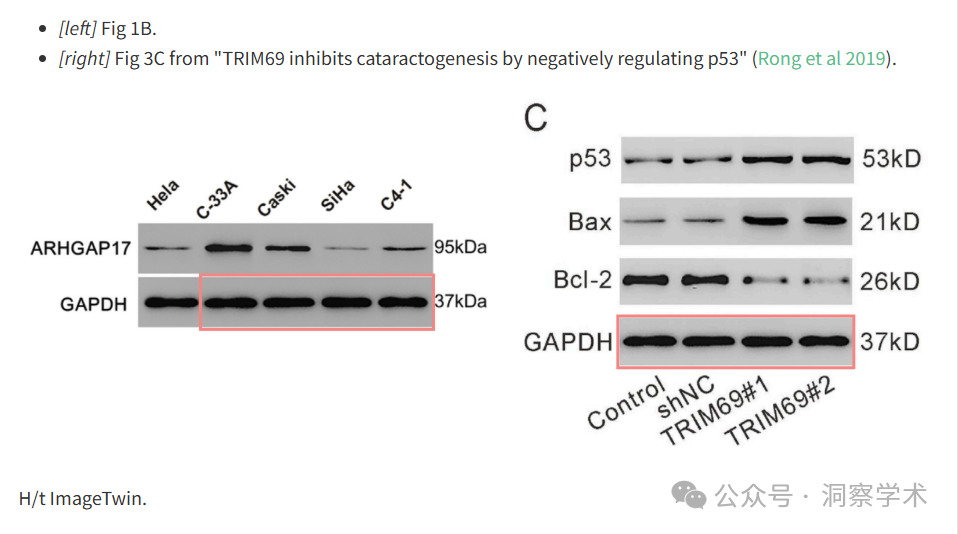 [left] Fig 1B.
[right] Fig 3C from "TRIM69 inhibits cataractogenesis by negatively regulating p53" (Rong et al 2019).
Hela C-33A Caski SiHa C4-1
ARHGAP17 95kDa
GAPDH 37kDa
C
p53 53kD
Bax 21kD
Bcl-2 26kD
GAPDH 37kD
Control shNC TRIM69#1 TRIM69#2
H/t ImageTwin.
公众号 · 洞察学术